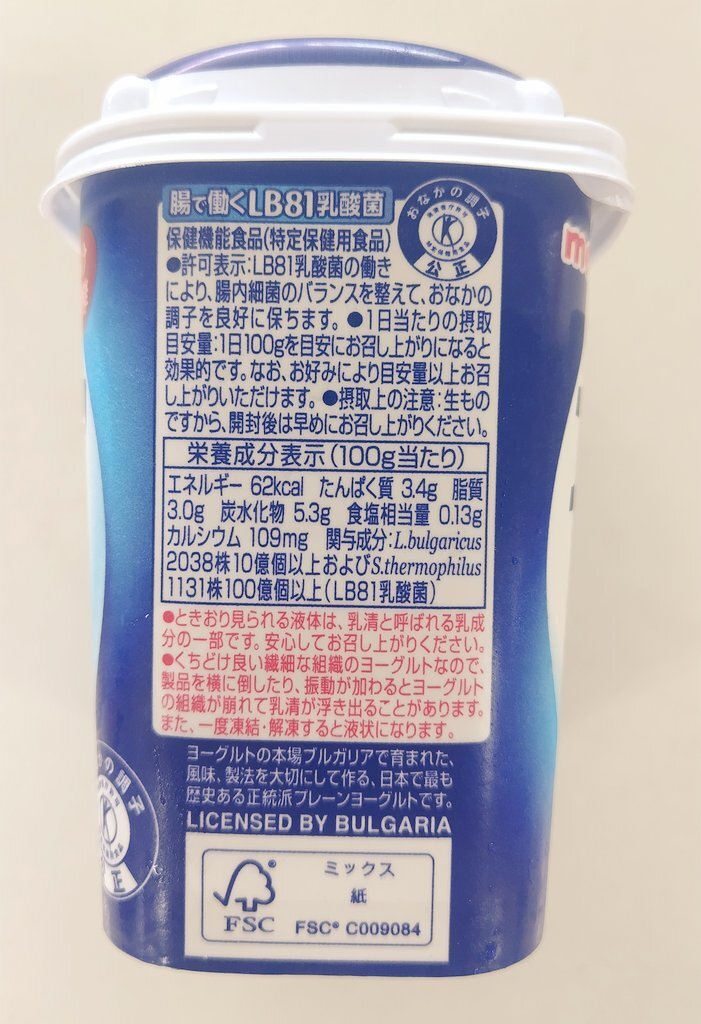 腸で働くLB81乳酸菌
おなかの調子
公正
保健機能食品(特定保健用食品)
●許可表示:LB81乳酸菌の働き
により、腸内細菌のバランスを整えて、おなかの
調子を良好に保ちます。●1日当たりの摂取
目安量:1日100gを目安にお召し上がりになると
効果的です。なお、お好みにより目安量以上お召
し上がりいただけます。●摂取上の注意:生もの
ですから、開封後は早めにお召し上がりください。
栄養成分表示(100g当たり)
エネルギー 62kcal たんぱく質 3.4g 脂質
3.0g 炭水化物 5.3g 食塩相当量 0.13g
カルシウム 109mg 関与成分:L.bulgaricus
2038株10億個以上およびS.thermophilus
1131株100億個以上(LB81乳酸菌)
●ときおり見られる液体は、乳清と呼ばれる乳成
分の一部です。安心してお召し上がりください。
●くちどけ良い繊細な組織のヨーグルトなので、
製品を横に倒したり、振動が加わるとヨーグルト
の組織が崩れて乳清が浮き出ることがあります。
また、一度凍結・解凍すると液状になります。
ヨーグルトの本場ブルガリアで育まれた、
風味、製法を大切にして作る、日本で最も
歴史ある正統派プレーンヨーグルトです。
LICENSED BY BULGARIA
の調子
正
FSC
ミックス
紙
FSC® C009084